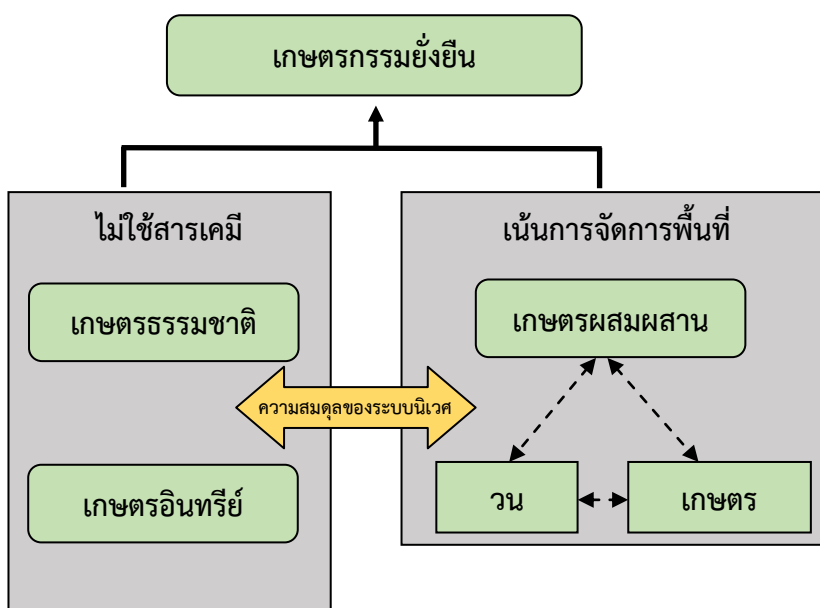 เกษตรกรรมยั่งยืน
ไม่ใช้สารเคมี
เกษตรธรรมชาติ
เกษตรอินทรีย์
ความสมดุลของระบบนิเวศ
เน้นการจัดการพื้นที่
เกษตรผสมผสาน
วน
เกษตร